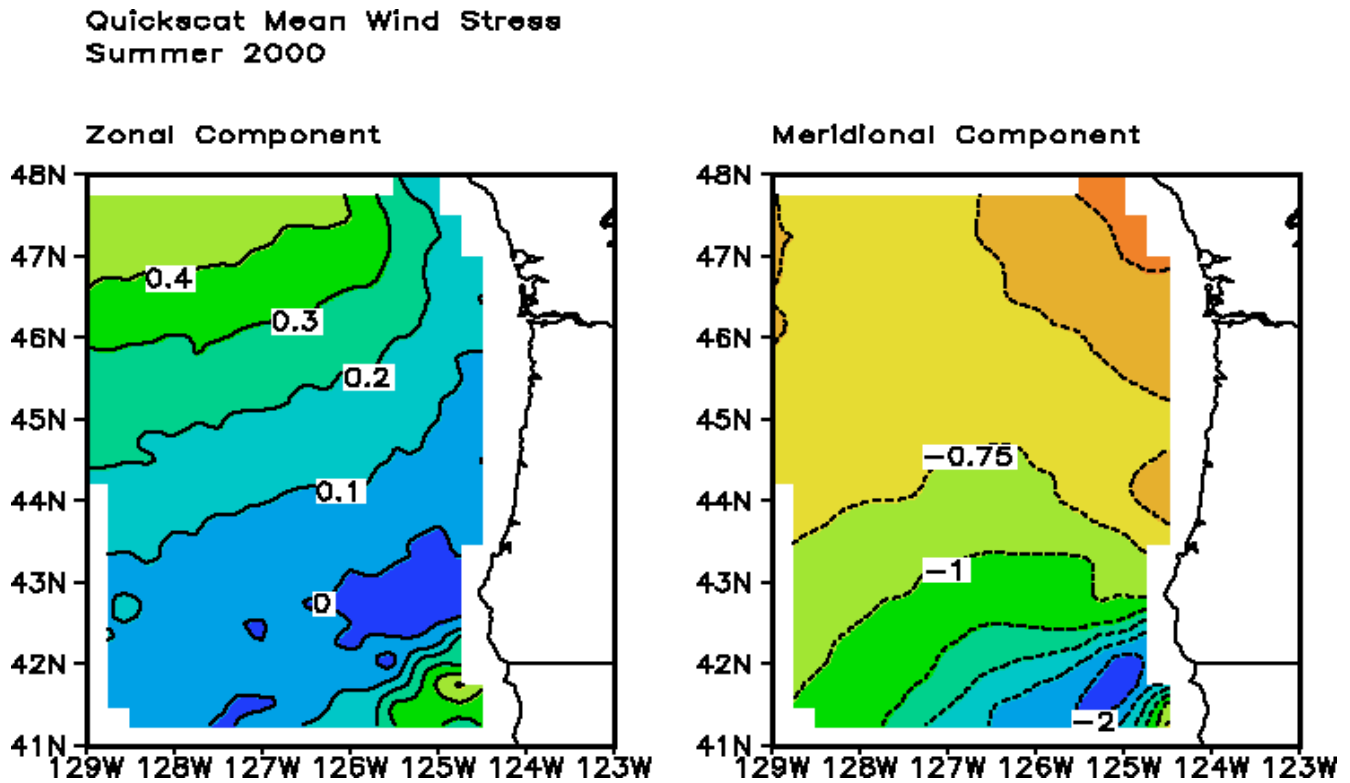 Quickscat Mean Wind Stress
Summer 2000
Zonal Component
48N
47N
46N
45N
44N
43N
42N
41N
129W 128W 127W 126W 125W 124W 123W
0.4
0.3
0.2
0.1
0
Meridional Component
48N
47N
46N
45N
44N
43N
42N
41N
129W 128W 127W 126W 125W 124W 123W
-0.75
-1
-2